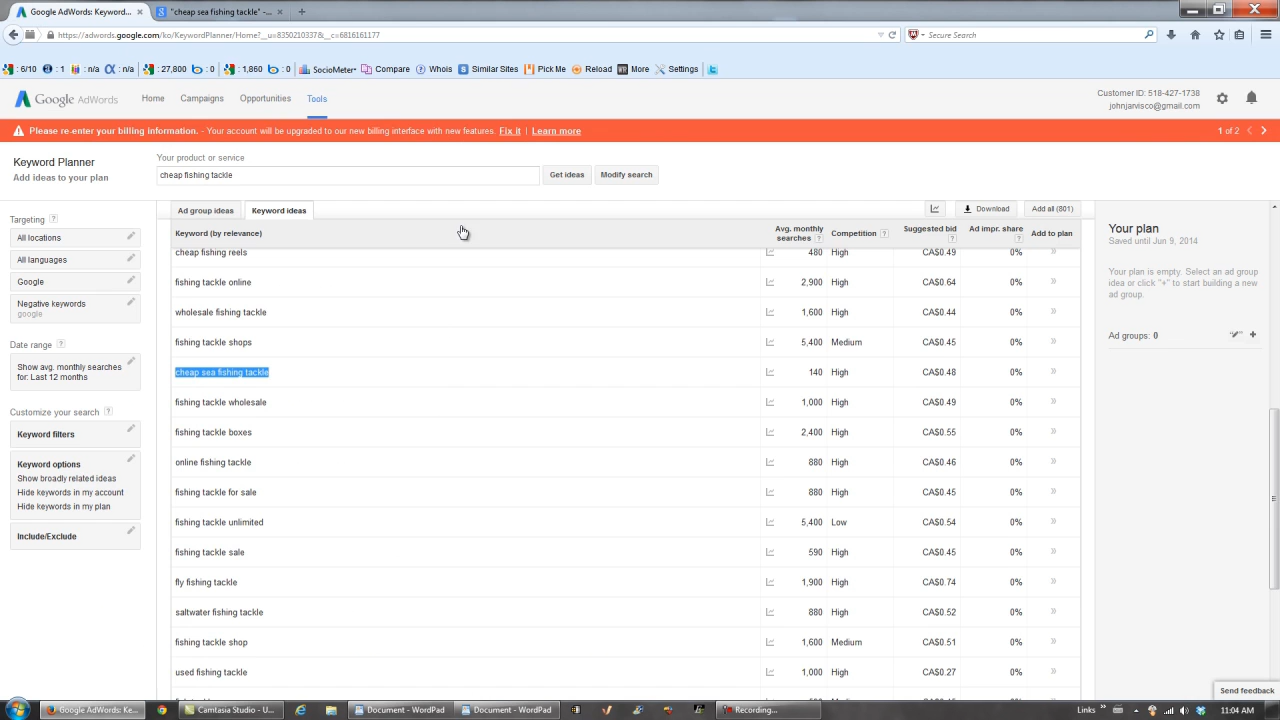 Google AdWords: Keyword...
"cheap sea fishing tackle" -...
https://adwords.google.com/ko/KeywordPlanner/Home?__u=8350210337&__c=6816161177
Secure Search
: 6/10 : 1 : n/a : n/a : 27,800 : 0 : 1,860 : 0 : SocioMeter Compare Whois Similar Sites Pick Me Reload More Settings
Google AdWords Home Campaigns Opportunities Tools
Customer ID: 518-427-1738
johnjarvisco@gmail.com
Please re-enter your billing information. - Your account will be upgraded to our new billing interface with new features. Fix it | Learn more
1 of 2
Keyword Planner
Add ideas to your plan
Your product or service
cheap fishing tackle
Get ideas
Modify search
Targeting ?
All locations
All languages
Google
Negative keywords
google
Date range ?
Show avg. monthly searches
for: Last 12 months
Customize your search ?
Keyword filters
Keyword options
Show broadly related ideas
Hide keywords in my account
Hide keywords in my plan
Include/Exclude
Ad group ideas
Keyword ideas
Download
Add all (801)
Keyword (by relevance) Avg. monthly searches ? Competition ? Suggested bid ? Ad impr. share ? Add to plan
cheap fishing reels 480 High CA$0.49 0% »
fishing tackle online 2,900 High CA$0.64 0% »
wholesale fishing tackle 1,600 High CA$0.44 0% »
fishing tackle shops 5,400 Medium CA$0.45 0% »
cheap sea fishing tackle 140 High CA$0.48 0% »
fishing tackle wholesale 1,000 High CA$0.49 0% »
fishing tackle boxes 2,400 High CA$0.55 0% »
online fishing tackle 880 High CA$0.46 0% »
fishing tackle for sale 880 High CA$0.45 0% »
fishing tackle unlimited 5,400 Low CA$0.54 0% »
fishing tackle sale 590 High CA$0.45 0% »
fly fishing tackle 1,900 High CA$0.74 0% »
saltwater fishing tackle 880 High CA$0.52 0% »
fishing tackle shop 1,600 Medium CA$0.51 0% »
used fishing tackle 1,000 High CA$0.27 0% »
Your plan
Saved until Jun 9, 2014
Your plan is empty. Select an ad group
idea or click "+" to start building a new
ad group.
Ad groups: 0
Send feedback
Google AdWords: Ke...
Camtasia Studio - U...
Document - WordPad
Document - WordPad
Recording...
Links »
11:04 AM